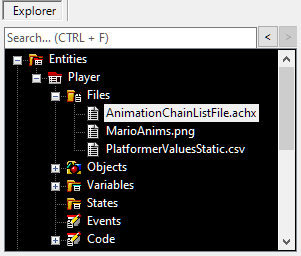 Explorer
Search... (CTRL + F)
< >
Entities
Player
Files
AnimationChainListFile.achx
MarioAnims.png
PlatformerValuesStatic.csv
Objects
Variables
States
Events
Code